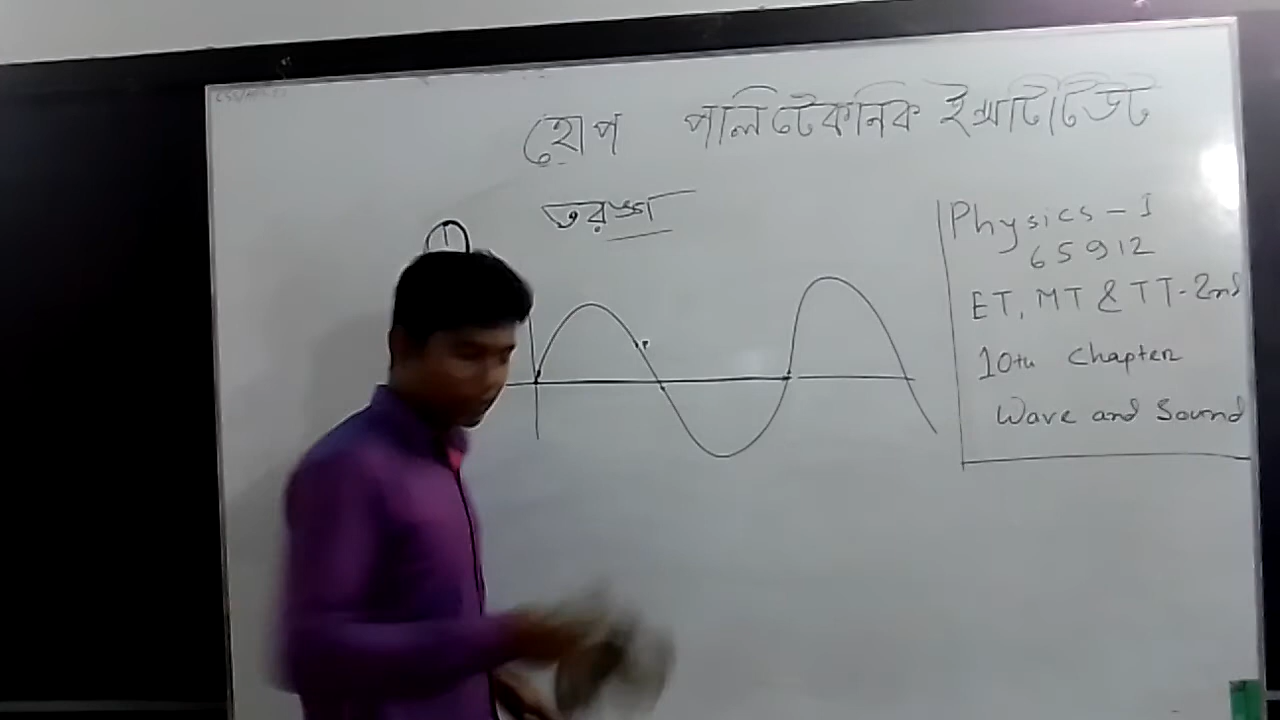 হোপ পলিটেকনিক ইন্সটিটিউট
তরঙ্গ
Physics - I
65912
ET, MT & TT - 2nd
10th Chapter
Wave and Sound